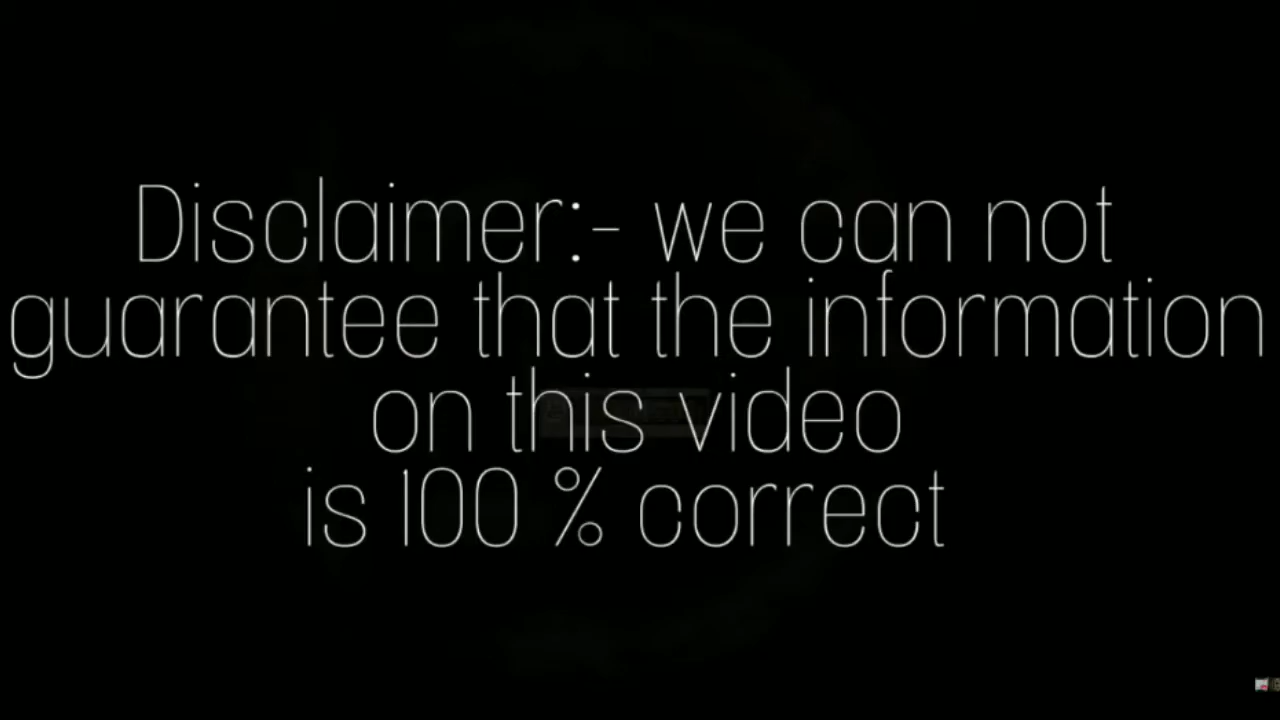 Disclaimer:- we can not
guarantee that the information
on this video
is 100 % correct